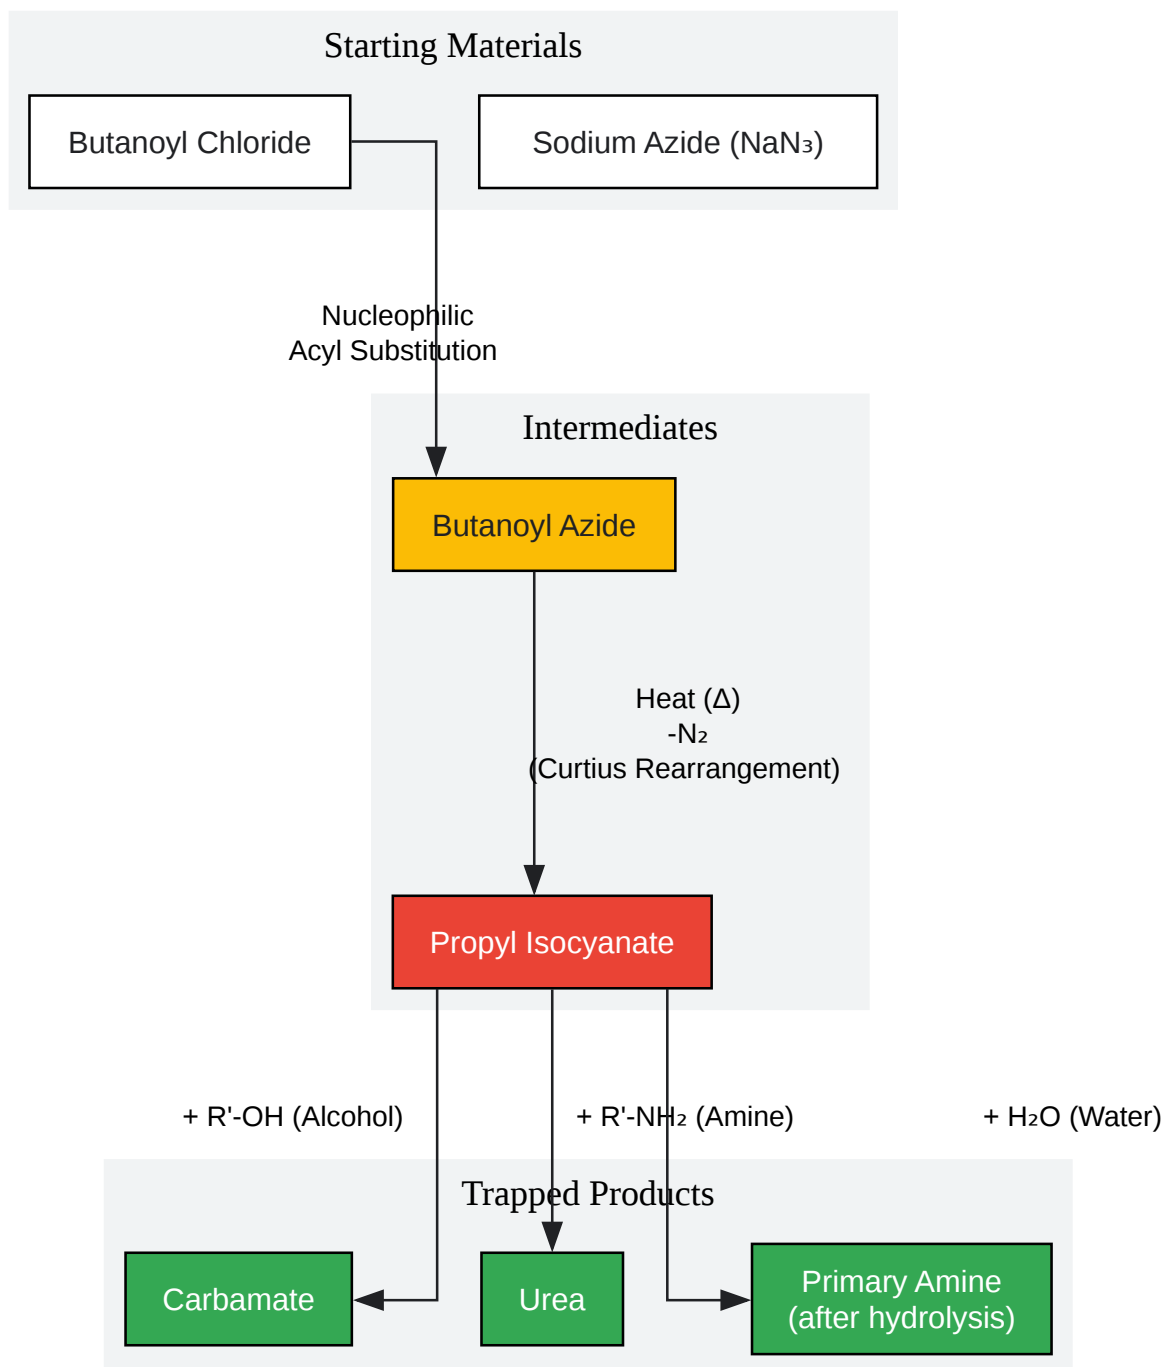 Starting Materials
Butanoyl Chloride
Sodium Azide (NaN₃)
Nucleophilic
Acyl Substitution
Intermediates
Butanoyl Azide
Heat (Δ)
-N₂
(Curtius Rearrangement)
Propyl Isocyanate
+ R'-OH (Alcohol)
+ R'-NH₂ (Amine)
+ H₂O (Water)
Trapped Products
Carbamate
Urea
Primary Amine
(after hydrolysis)